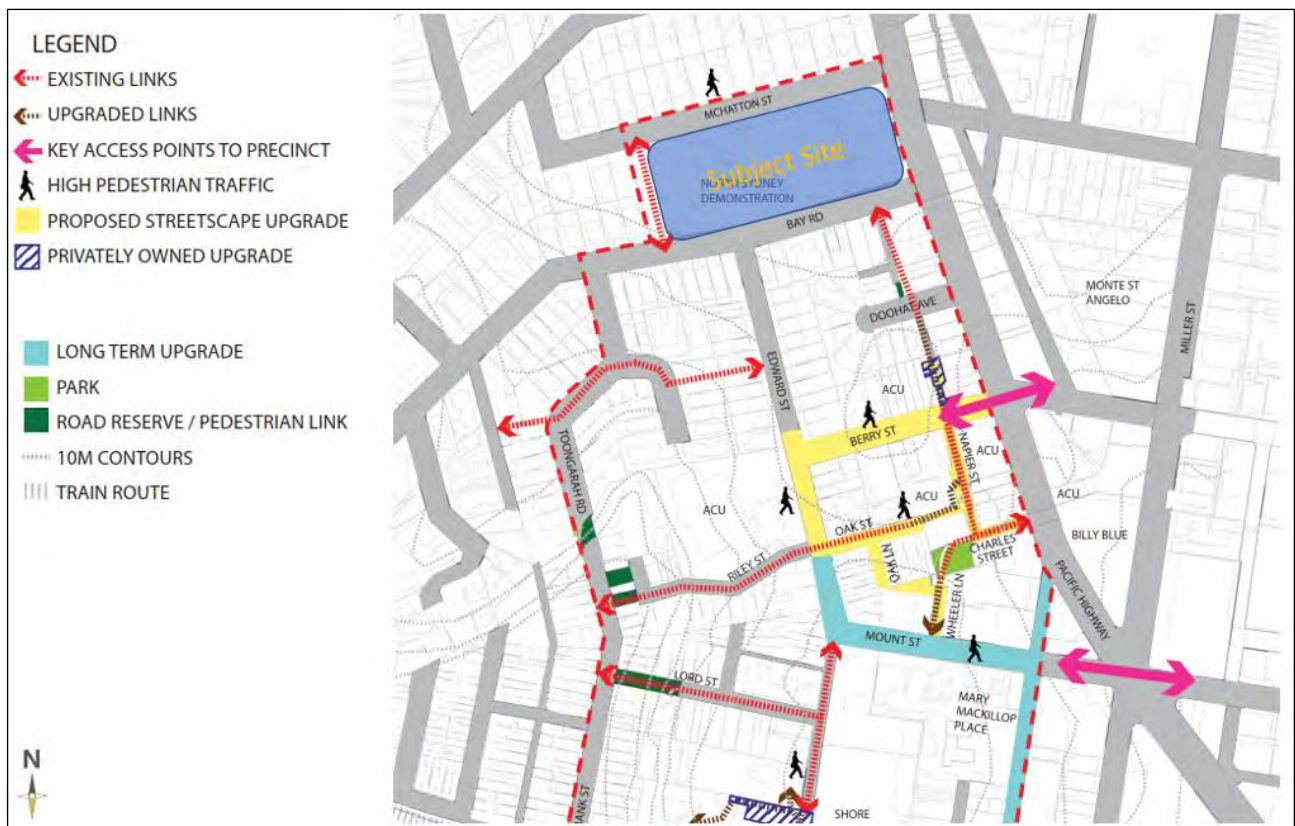 LEGEND
EXISTING LINKS
UPGRADED LINKS
KEY ACCESS POINTS TO PRECINCT
HIGH PEDESTRIAN TRAFFIC
PROPOSED STREETSCAPE UPGRADE
PRIVATELY OWNED UPGRADE
LONG TERM UPGRADE
PARK
ROAD RESERVE / PEDESTRIAN LINK
10M CONTOURS
TRAIN ROUTE
N
MCHATTON ST
Subject Site
NORTH SYDNEY
DEMONSTRATION
BAY RD
MONTE ST
ANGELO
MILLER ST
DOOHAT AVE
EDWARD ST
ACU
BERRY ST
NAPIER ST
ACU
TOONGARAH RD
ACU
ACU
ACU
OAK ST
RILEY ST
OAK LN
CHARLES
STREET
BILLY BLUE
WHEELER LN
PACIFIC HIGHWAY
MOUNT ST
LORD ST
MARY
MACKILLOP
PLACE
SHORE